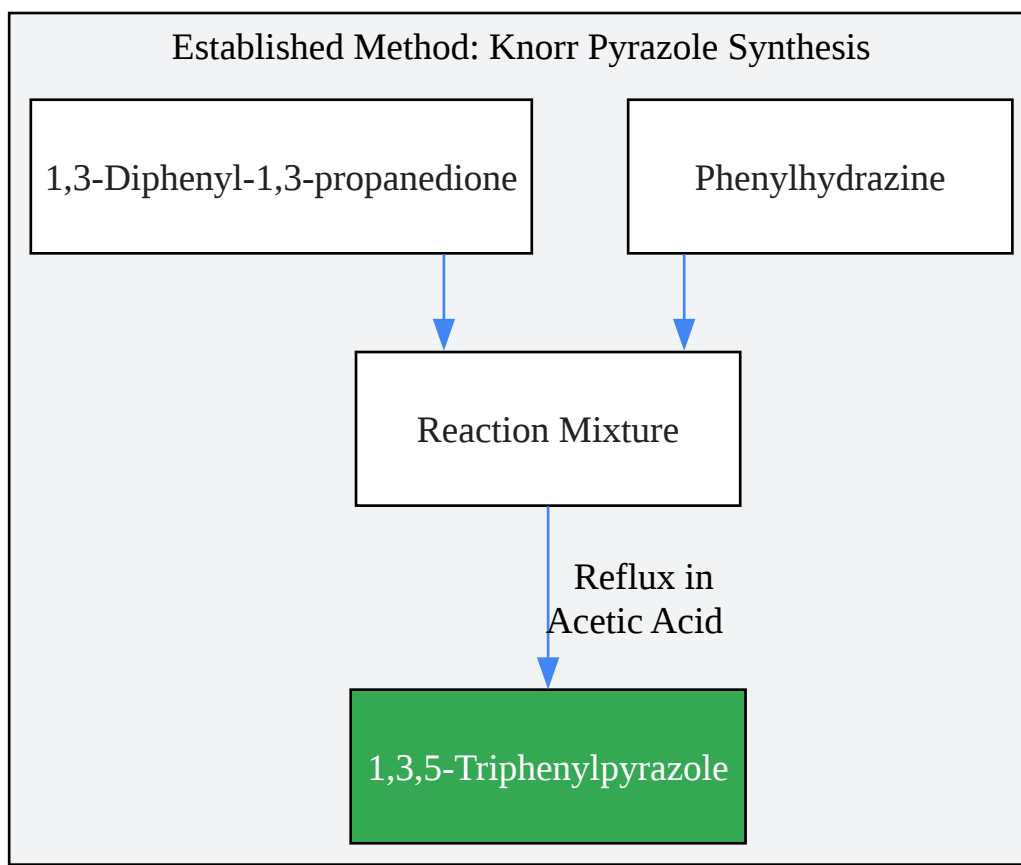 Established Method: Knorr Pyrazole Synthesis
1,3-Diphenyl-1,3-propanedione
Phenylhydrazine
Reaction Mixture
Reflux in
Acetic Acid
1,3,5-Triphenylpyrazole